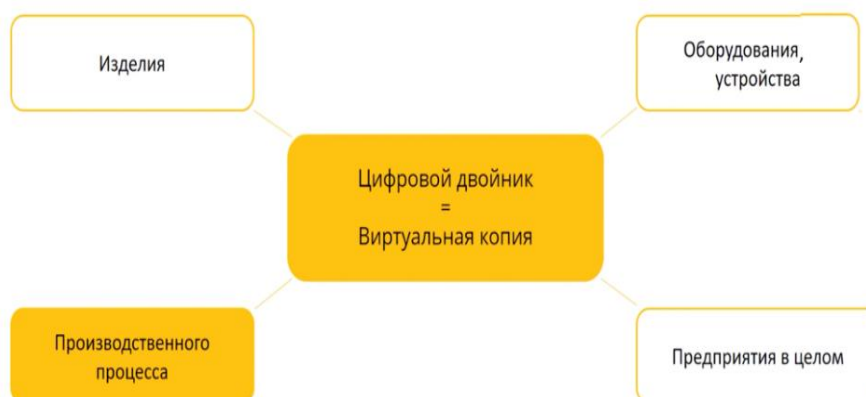 Изделия
Оборудования,
устройства
Цифровой двойник
=
Виртуальная копия
Производственного
процесса
Предприятия в целом